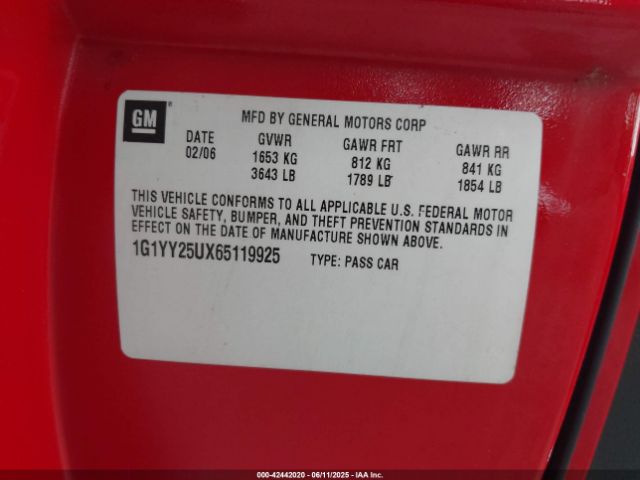 GM ®
MFD BY GENERAL MOTORS CORP
DATE GVWR GAWR FRT GAWR RR
02/06 1653 KG 812 KG 841 KG
3643 LB 1789 LB 1854 LB
THIS VEHICLE CONFORMS TO ALL APPLICABLE U.S. FEDERAL MOTOR
VEHICLE SAFETY, BUMPER, AND THEFT PREVENTION STANDARDS IN
EFFECT ON THE DATE OF MANUFACTURE SHOWN ABOVE.
1G1YY25UX65119925 TYPE: PASS CAR
000-42442020 - 06/11/2025 - IAA Inc.